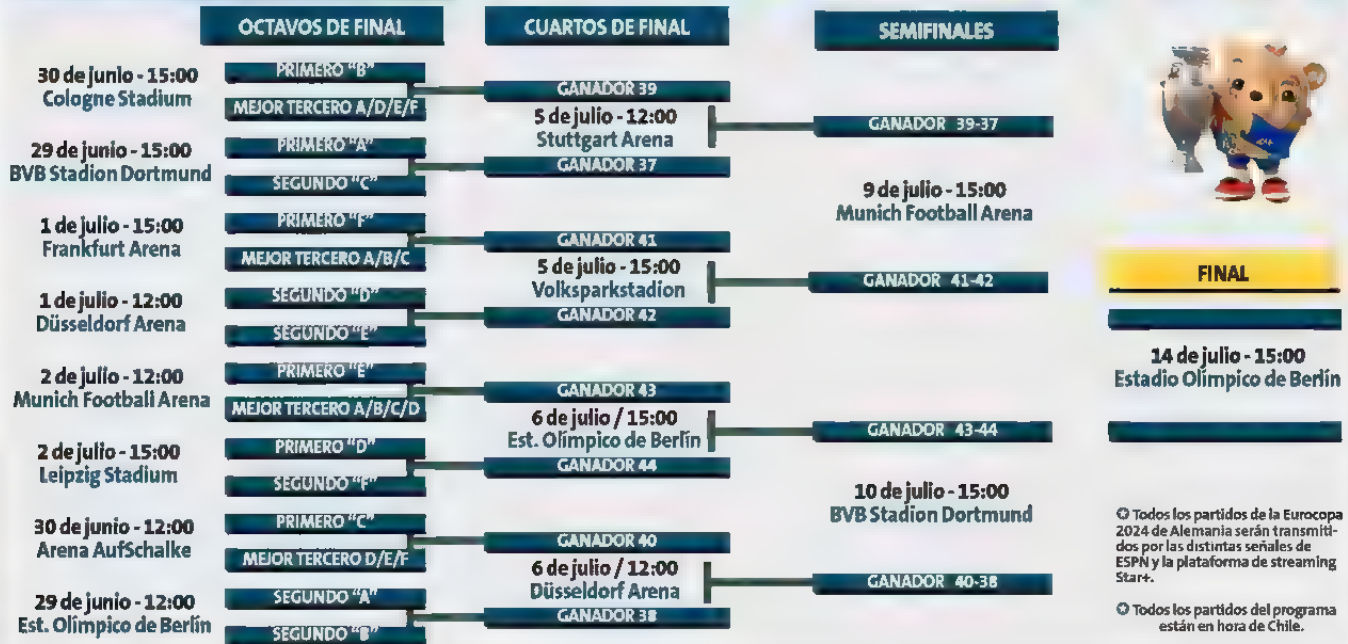 OCTAVOS DE FINAL
CUARTOS DE FINAL
SEMIFINALES
30 de junio - 15:00
Cologne Stadium
PRIMERO "B"
MEJOR TERCERO A/D/E/F
29 de junio - 15:00
BVB Stadion Dortmund
PRIMERO "A"
SEGUNDO "C"
1 de julio - 15:00
Frankfurt Arena
PRIMERO "F"
MEJOR TERCERO A/B/C
1 de julio - 12:00
Düsseldorf Arena
SEGUNDO "D"
SEGUNDO "E"
2 de julio - 12:00
Munich Football Arena
PRIMERO "E"
MEJOR TERCERO A/B/C/D
2 de julio - 15:00
Leipzig Stadium
PRIMERO "D"
SEGUNDO "F"
30 de junio - 12:00
Arena AufSchalke
PRIMERO "C"
MEJOR TERCERO D/E/F
29 de junio - 12:00
Est. Olímpico de Berlín
SEGUNDO "A"
SEGUNDO "B"
GANADOR 39
5 de julio - 12:00
Stuttgart Arena
GANADOR 37
GANADOR 41
5 de julio - 15:00
Volksparkstadion
GANADOR 42
GANADOR 43
6 de julio / 15:00
Est. Olímpico de Berlín
GANADOR 44
GANADOR 40
6 de julio / 12:00
Düsseldorf Arena
GANADOR 38
GANADOR 39-37
9 de julio - 15:00
Munich Football Arena
GANADOR 41-42
GANADOR 43-44
10 de julio - 15:00
BVB Stadion Dortmund
GANADOR 40-38
FINAL
14 de julio - 15:00
Estadio Olímpico de Berlín
Todos los partidos de la Eurocopa
2024 de Alemania serán transmiti-
dos por las distintas señales de
ESPN y la plataforma de streaming
Star+.
Todos los partidos del programa
están en hora de Chile.